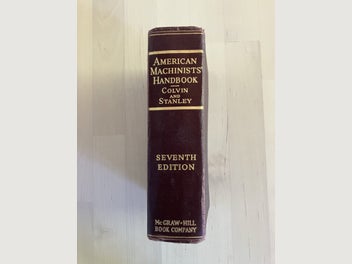 AMERICAN
MACHINISTS'
HANDBOOK
COLVIN
AND
STANLEY
SEVENTH
EDITION
MCGRAW-HILL
BOOK COMPANY